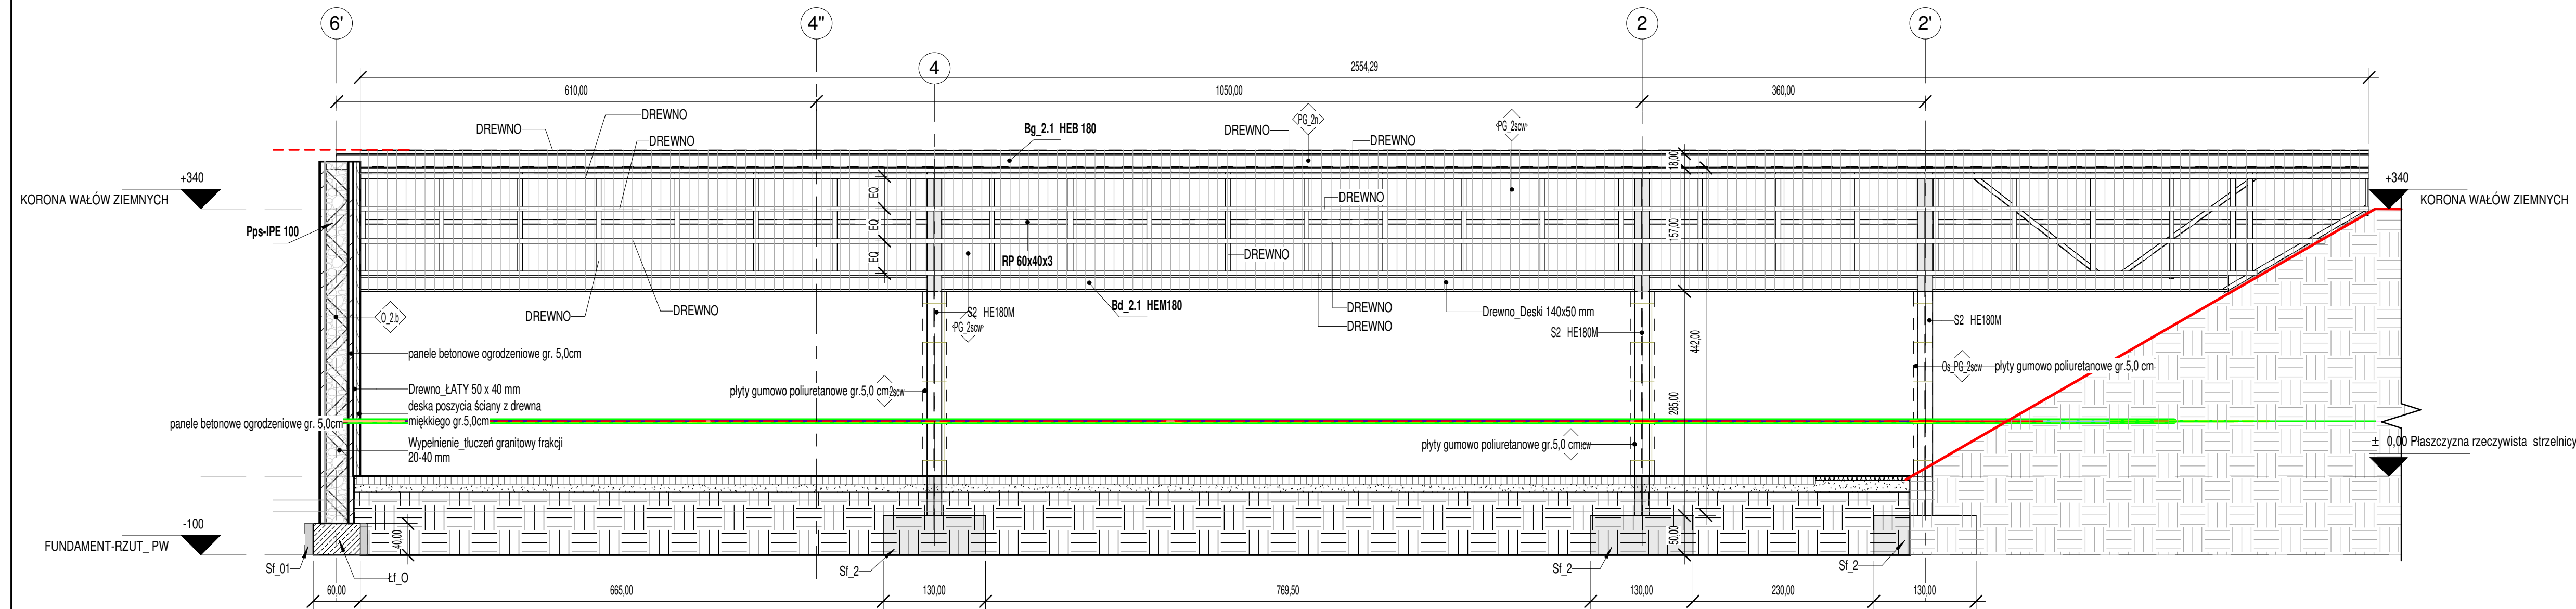 6'
4"
4
2
2'
2554,29
610,00
1050,00
360,00
DREWNO
DREWNO
DREWNO
Bg_2.1 HEB 180
DREWNO
PG_2n
DREWNO
PG_2scw
18,00
+340
KORONA WAŁÓW ZIEMNYCH
+340
KORONA WAŁÓW ZIEMNYCH
EQ
EQ
EQ
DREWNO
157,00
Pps-IPE 100
RP 60x40x3
DREWNO
O_2.b
DREWNO
DREWNO
S2 HE180M
PG_2scw
Bd_2.1 HEM180
DREWNO
DREWNO
Drewno_Deski 140x50 mm
S2 HE180M
442,00
S2 HE180M
panele betonowe ogrodzeniowe gr. 5,0cm
Drewno_ŁATY 50 x 40 mm
deska poszycia ściany z drewna
miękkiego gr.5,0cm
panele betonowe ogrodzeniowe gr. 5,0cm
Wypełnienie_tłuczeń granitowy frakcji
20-40 mm
płyty gumowo poliuretanowe gr.5,0 cm
2scw
285,00
Os_PG_2scw
płyty gumowo poliuretanowe gr.5,0 cm
płyty gumowo poliuretanowe gr.5,0 cm
scw
± 0,00 Płaszczyzna rzeczywista strzelnicy
-100
FUNDAMENT-RZUT_ PW
40,00
50,00
Sf_01
Łf_O
Sf_2
Sf_2
Sf_2
60,00
665,00
130,00
769,50
130,00
230,00
130,00